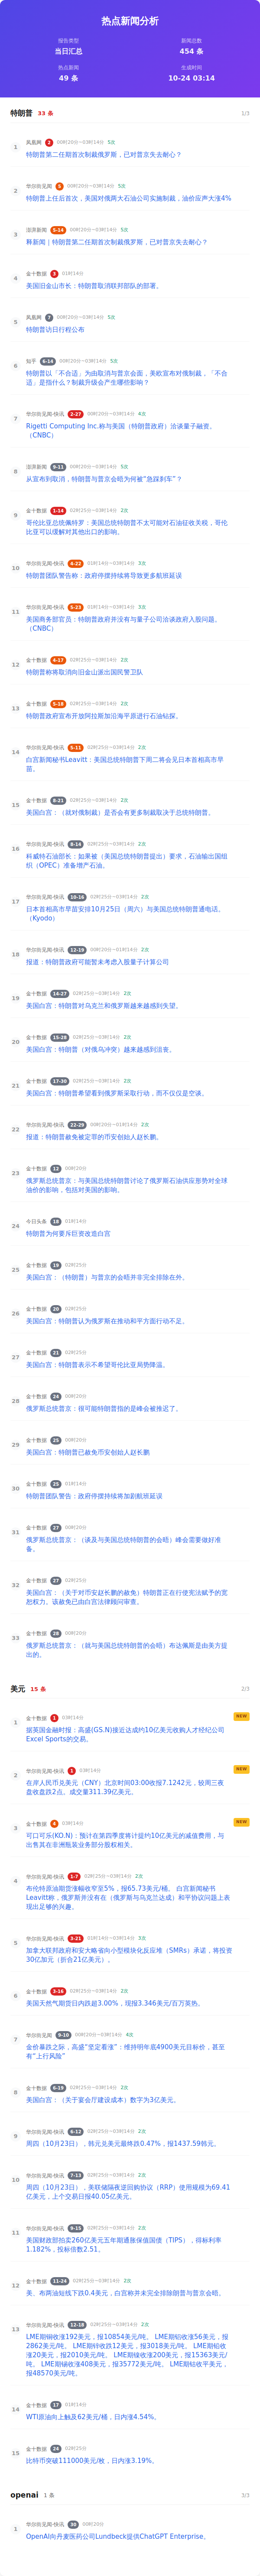 热点新闻分析
报告类型
当日汇总
新闻总数
454 条
热点新闻
49 条
生成时间
10-24 03:14
特朗普 33 条 1/3
1 凤凰网 2 00时20分~03时14分 5次
特朗普第二任期首次制裁俄罗斯，已对普京失去耐心？
2 华尔街见闻 5 00时20分~03时14分 5次
特朗普上任后首次，美国对俄两大石油公司实施制裁，油价应声大涨4%
3 澎湃新闻 5-14 00时20分~03时14分 5次
释新闻｜特朗普第二任期首次制裁俄罗斯，已对普京失去耐心？
4 金十数据 3 01时14分
美国旧金山市长：特朗普取消联邦部队的部署。
5 凤凰网 7 00时20分~03时14分 5次
特朗普访日行程公布
6 知乎 6-14 00时20分~03时14分 5次
特朗普以「不合适」为由取消与普京会面，美欧宣布对俄制裁，「不合
适」是指什么？制裁升级会产生哪些影响？
7 华尔街见闻-快讯 2-27 00时20分~03时14分 4次
Rigetti Computing Inc.称与美国（特朗普政府）洽谈量子融资。
（CNBC）
8 澎湃新闻 9-11 00时20分~03时14分 5次
从宣布到取消，特朗普与普京会晤为何被“急踩刹车”？
9 金十数据 1-14 02时25分~03时14分 2次
哥伦比亚总统佩特罗：美国总统特朗普不太可能对石油征收关税，哥伦
比亚可以缓解对其他出口的影响。
10 华尔街见闻-快讯 4-22 01时14分~03时14分 3次
特朗普团队警告称：政府停摆持续将导致更多航班延误
11 华尔街见闻-快讯 5-23 01时14分~03时14分 3次
美国商务部官员：特朗普政府并没有与量子公司洽谈政府入股问题。
（CNBC）
12 金十数据 4-17 02时25分~03时14分 2次
特朗普称将取消向旧金山派出国民警卫队
13 金十数据 5-18 02时25分~03时14分 2次
特朗普政府宣布开放阿拉斯加沿海平原进行石油钻探。
14 华尔街见闻-快讯 5-11 02时25分~03时14分 2次
白宫新闻秘书Leavitt：美国总统特朗普下周二将会见日本首相高市早
苗。
15 金十数据 8-21 02时25分~03时14分 2次
美国白宫：（就对俄制裁）是否会有更多制裁取决于总统特朗普。
16 华尔街见闻-快讯 8-14 02时25分~03时14分 2次
科威特石油部长：如果被（美国总统特朗普提出）要求，石油输出国组
织（OPEC）准备增产石油。
17 华尔街见闻-快讯 10-16 02时25分~03时14分 2次
日本首相高市早苗安排10月25日（周六）与美国总统特朗普通电话。
（Kyodo）
18 华尔街见闻-快讯 12-19 00时20分~01时14分 2次
报道：特朗普政府可能暂未考虑入股量子计算公司
19 金十数据 14-27 02时25分~03时14分 2次
美国白宫：特朗普对乌克兰和俄罗斯越来越感到失望。
20 金十数据 15-28 02时25分~03时14分 2次
美国白宫：特朗普（对俄乌冲突）越来越感到沮丧。
21 金十数据 17-30 02时25分~03时14分 2次
美国白宫：特朗普希望看到俄罗斯采取行动，而不仅仅是空谈。
22 华尔街见闻-快讯 22-29 00时20分~01时14分 2次
报道：特朗普赦免被定罪的币安创始人赵长鹏。
23 金十数据 12 00时20分
俄罗斯总统普京：与美国总统特朗普讨论了俄罗斯石油供应形势对全球
油价的影响，包括对美国的影响。
24 今日头条 18 01时14分
特朗普为何要斥巨资改造白宫
25 金十数据 19 02时25分
美国白宫：（特朗普）与普京的会晤并非完全排除在外。
26 金十数据 20 02时25分
美国白宫：特朗普认为俄罗斯在推动和平方面行动不足。
27 金十数据 21 02时25分
美国白宫：特朗普表示不希望哥伦比亚局势降温。
28 金十数据 24 00时20分
俄罗斯总统普京：很可能特朗普指的是峰会被推迟了。
29 金十数据 25 00时20分
美国白宫：特朗普已赦免币安创始人赵长鹏
30 金十数据 25 01时14分
特朗普团队警告：政府停摆持续将加剧航班延误
31 金十数据 27 00时20分
俄罗斯总统普京：（谈及与美国总统特朗普的会晤）峰会需要做好准
备。
32 金十数据 27 02时25分
美国白宫：（关于对币安赵长鹏的赦免）特朗普正在行使宪法赋予的宽
恕权力。该赦免已由白宫法律顾问审查。
33 金十数据 28 00时20分
俄罗斯总统普京：（就与美国总统特朗普的会晤）布达佩斯是由美方提
出的。
美元 15 条 2/3
1 金十数据 1 03时14分 NEW
据英国金融时报：高盛(GS.N)接近达成约10亿美元收购人才经纪公司
Excel Sports的交易。
2 华尔街见闻-快讯 1 03时14分 NEW
在岸人民币兑美元（CNY）北京时间03:00收报7.1242元，较周三夜
盘收盘跌2点。成交量311.39亿美元。
3 金十数据 4 03时14分 NEW
可口可乐(KO.N)：预计在第四季度将计提约10亿美元的减值费用，与
出售其在非洲瓶装业务部分股权相关。
4 华尔街见闻-快讯 1-7 02时25分~03时14分 2次
布伦特原油期货涨幅收窄至5%，报65.73美元/桶。 白宫新闻秘书
Leavitt称，俄罗斯并没有在（俄罗斯与乌克兰达成）和平协议问题上表
现出足够的兴趣。
5 华尔街见闻-快讯 3-21 01时14分~03时14分 3次
加拿大联邦政府和安大略省向小型模块化反应堆（SMRs）承诺，将投资
30亿加元（折合21亿美元）。
6 金十数据 3-16 02时25分~03时14分 2次
美国天然气期货日内跌超3.00%，现报3.346美元/百万英热。
7 华尔街见闻 9-10 00时20分~03时14分 4次
金价暴跌之际，高盛“坚定看涨”：维持明年底4900美元目标价，甚至
有“上行风险”
8 金十数据 6-19 02时25分~03时14分 2次
美国白宫：（关于宴会厅建设成本）数字为3亿美元。
9 华尔街见闻-快讯 6-12 02时25分~03时14分 2次
周四（10月23日），韩元兑美元最终跌0.47%，报1437.59韩元。
10 华尔街见闻-快讯 7-13 02时25分~03时14分 2次
周四（10月23日），美联储隔夜逆回购协议（RRP）使用规模为69.41
亿美元，上个交易日报40.05亿美元。
11 华尔街见闻-快讯 9-15 02时25分~03时14分 2次
美国财政部拍卖260亿美元五年期通胀保值国债（TIPS），得标利率
1.182%，投标倍数2.51。
12 金十数据 11-24 02时25分~03时14分 2次
美、布两油短线下跌0.4美元，白宫称并未完全排除朗普与普京会晤。
13 华尔街见闻-快讯 12-18 02时25分~03时14分 2次
LME期铜收涨192美元，报10854美元/吨。 LME期铝收涨56美元，报
2862美元/吨。 LME期锌收跌12美元，报3018美元/吨。 LME期铅收
涨20美元，报2010美元/吨。 LME期镍收涨200美元，报15363美元/
吨。 LME期锡收涨408美元，报35772美元/吨。 LME期钴收平美元，
报48570美元/吨。
14 金十数据 17 01时14分
WTI原油向上触及62美元/桶，日内涨4.54%。
15 金十数据 24 02时25分
比特币突破111000美元/枚，日内涨3.19%。
openai 1 条 3/3
1 华尔街见闻-快讯 30 00时20分
OpenAI向丹麦医药公司Lundbeck提供ChatGPT Enterprise。